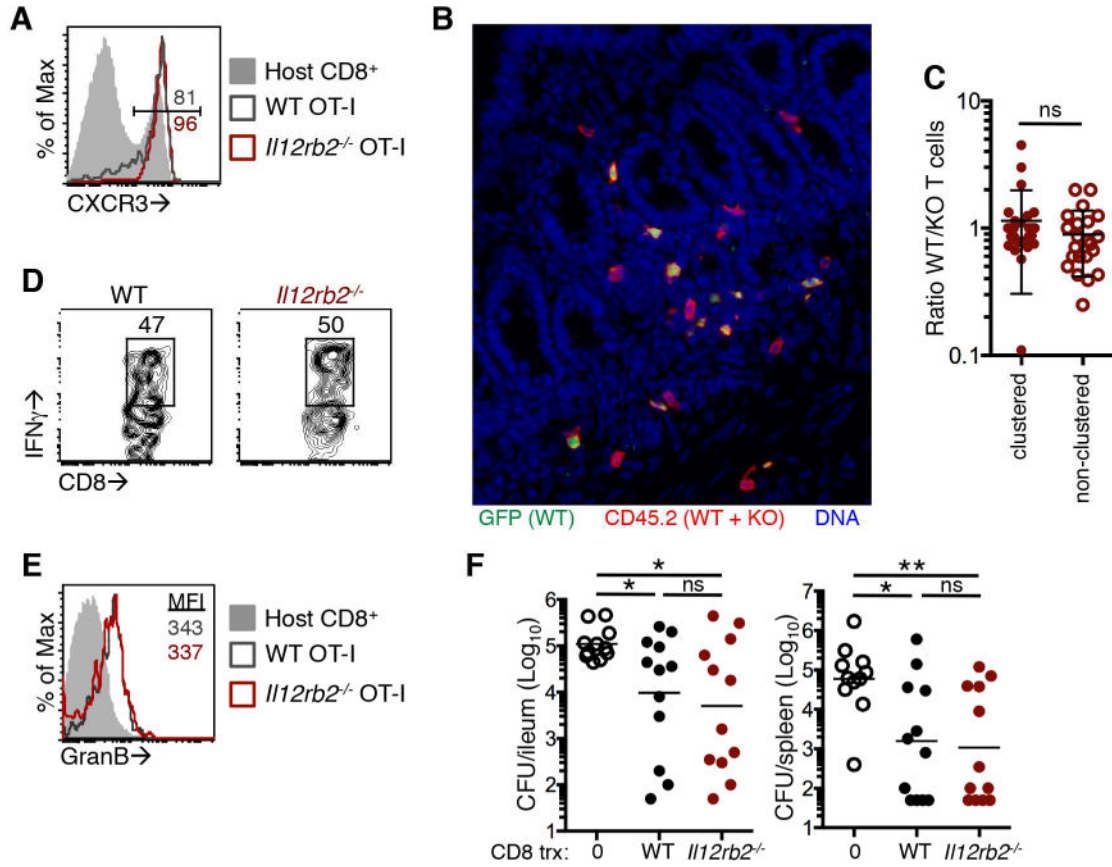 A
% of Max
CXCR3→
81
96
Host CD8+
WT OT-I
Il12rb2-/- OT-I
B
GFP (WT) CD45.2 (WT + KO) DNA
C
Ratio WT/KO T cells
10
1
0.1
ns
clustered
non-clustered
D
WT
Il12rb2-/-
47
50
IFNγ→
CD8→
E
% of Max
GranB→
MFI
343
337
Host CD8+
WT OT-I
Il12rb2-/- OT-I
F
CFU/ileum (Log10)
6
5
4
3
2
1
*
* ns
CD8 trx: 0 WT Il12rb2-/-
CFU/spleen (Log10)
7
6
5
4
3
2
1
**
* ns
0 WT Il12rb2-/-